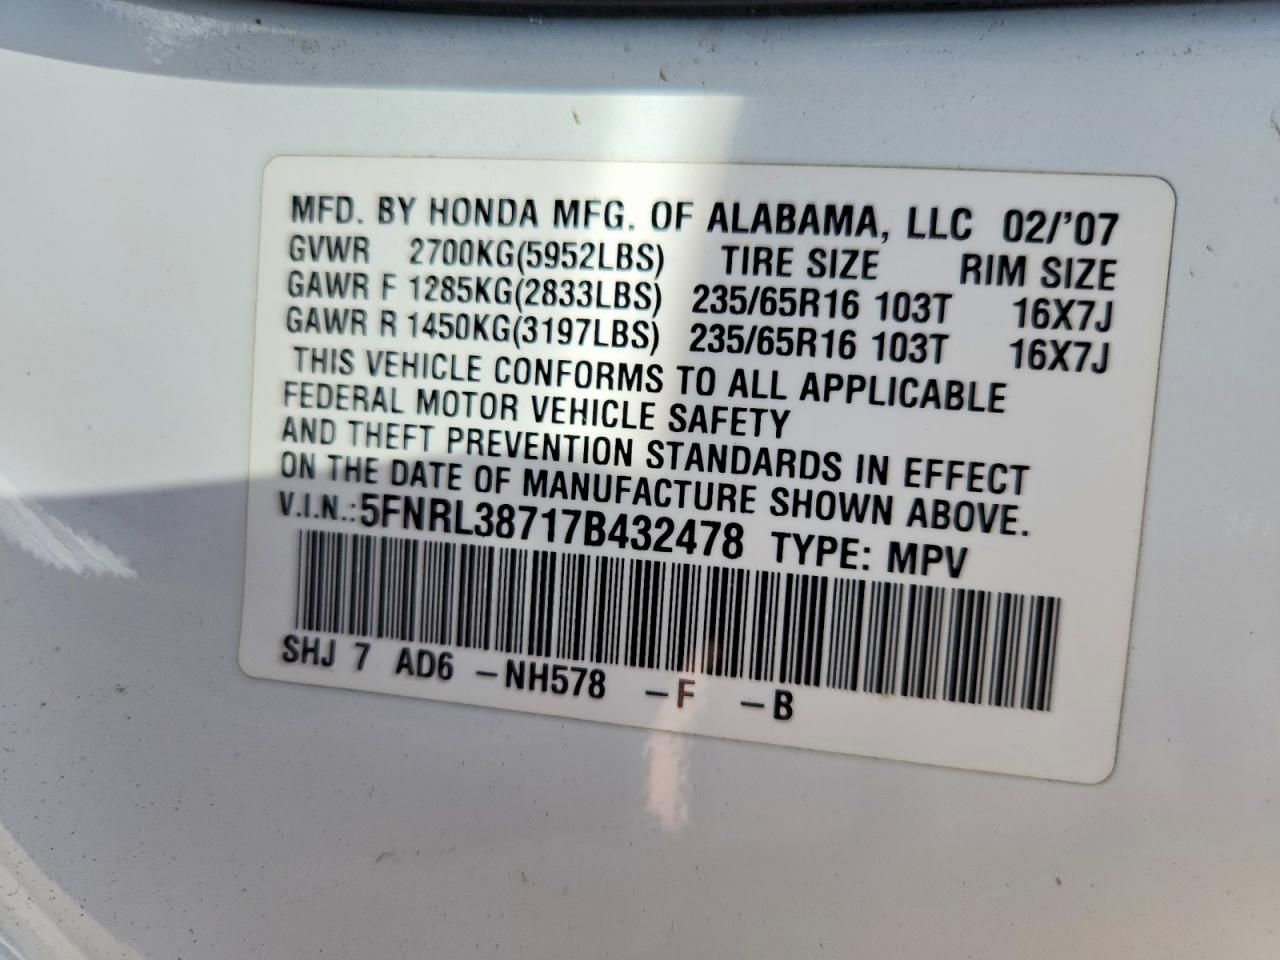 MFD. BY HONDA MFG. OF ALABAMA, LLC 02/'07
GVWR 2700KG(5952LBS) TIRE SIZE RIM SIZE
GAWR F 1285KG(2833LBS) 235/65R16 103T 16X7J
GAWR R 1450KG(3197LBS) 235/65R16 103T 16X7J
THIS VEHICLE CONFORMS TO ALL APPLICABLE
FEDERAL MOTOR VEHICLE SAFETY
AND THEFT PREVENTION STANDARDS IN EFFECT
ON THE DATE OF MANUFACTURE SHOWN ABOVE.
V.I.N.: 5FNRL38717B432478 TYPE: MPV
SHJ 7 AD6 -NH578 -F -B